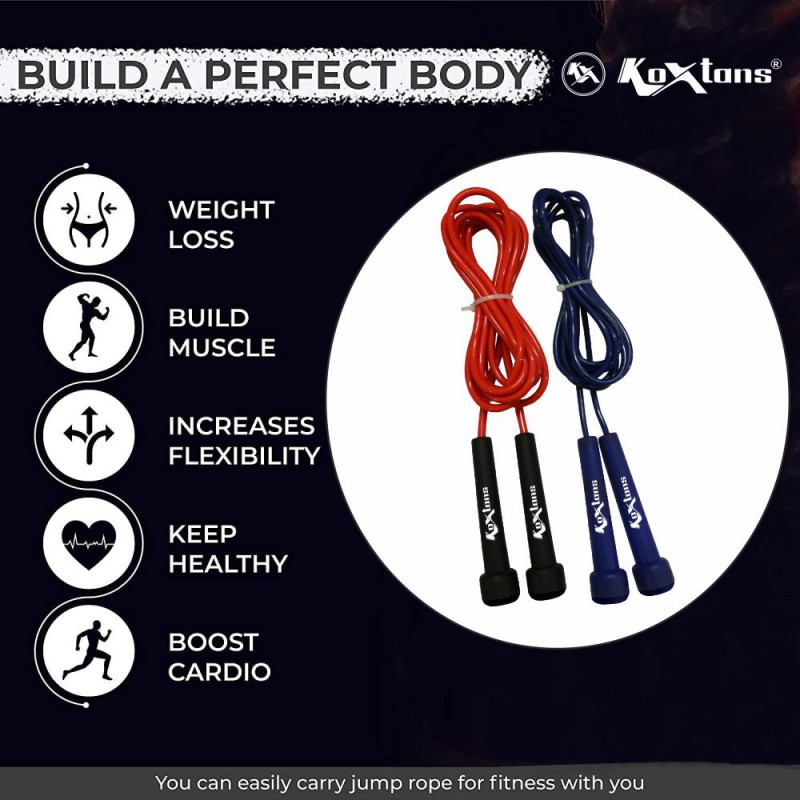 BUILD A PERFECT BODY
KX Koxtons®
WEIGHT
LOSS
BUILD
MUSCLE
INCREASES
FLEXIBILITY
KEEP
HEALTHY
BOOST
CARDIO
Koxtons
Koxtons
Koxtons
Koxtons
You can easily carry jump rope for fitness with you